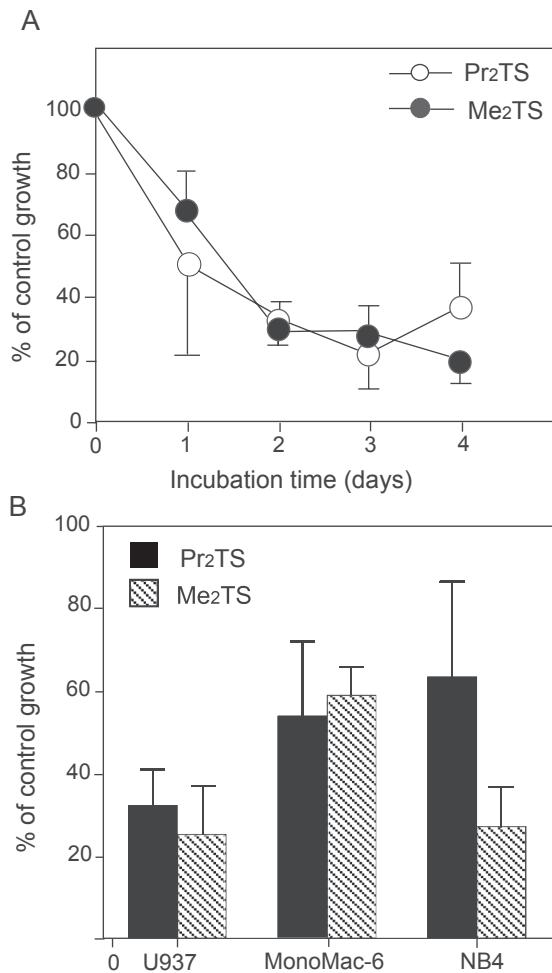 A
Pr₂TS
Me₂TS
100
80
60
40
20
0
% of control growth
0 1 2 3 4
Incubation time (days)
B
100
80
60
40
20
% of control growth
Pr₂TS
Me₂TS
0 U937 MonoMac-6 NB4